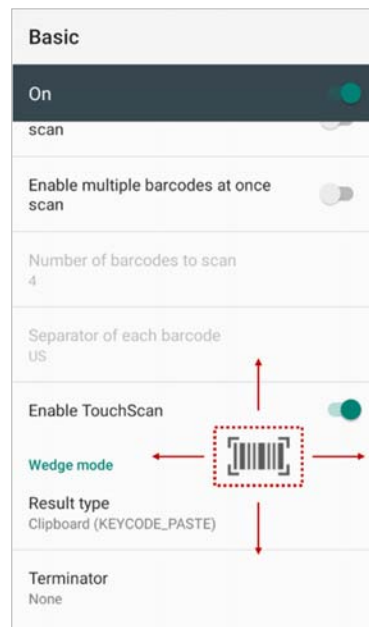 Basic
On
scan
Enable multiple barcodes at once
scan
Number of barcodes to scan
4
Separator of each barcode
US
Enable TouchScan
Wedge mode
Result type
Clipboard (KEYCODE_PASTE)
Terminator
None